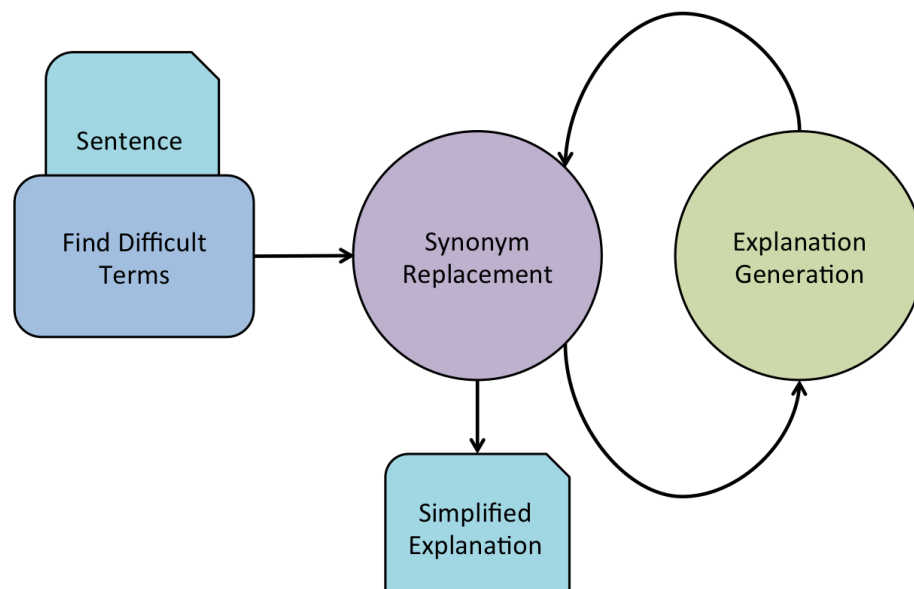 Sentence
Find Difficult
Terms
Synonym
Replacement
Explanation
Generation
Simplified
Explanation